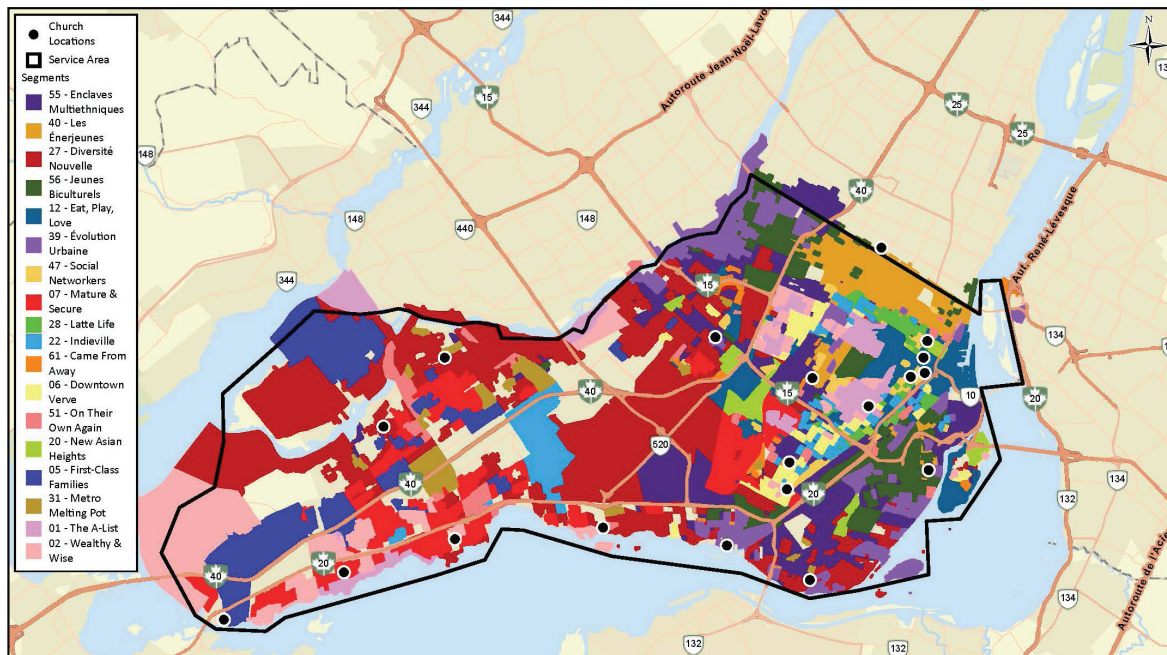 Church
Locations
Service Area
Segments
55 - Enclaves
Multiethniques
40 - Les
Énerjeunes
27 - Diversité
Nouvelle
56 - Jeunes
Biculturels
12 - Eat, Play,
Love
39 - Évolution
Urbaine
47 - Social
Networkers
07 - Mature &
Secure
28 - Latte Life
22 - Indieville
61 - Came From
Away
06 - Downtown
Verve
51 - On Their
Own Again
20 - New Asian
Heights
05 - First-Class
Families
31 - Metro
Melting Pot
01 - The A-List
02 - Wealthy &
Wise
344
Autoroute Jean-Noël-Lavo
N
132
15
344
25
25
148
148
40
148
440
Aut. René-Lévesque
344
15
134
40
15
10
20
520
40
20
132
40
20
134
Autoroute de l'Acie
132
132